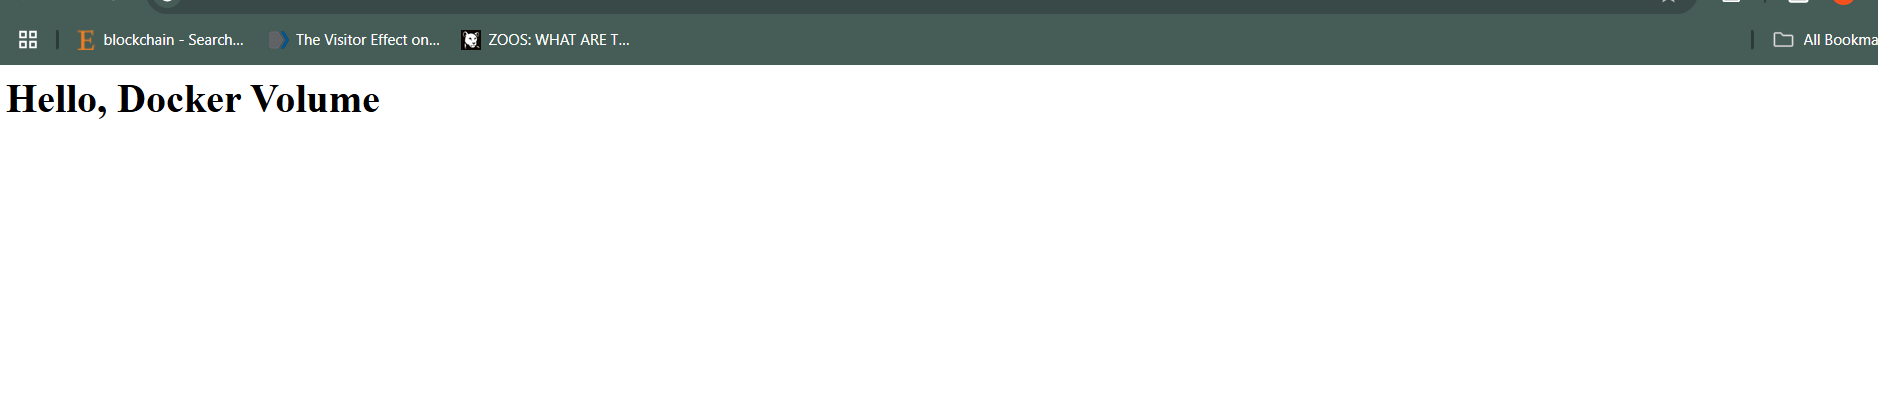 blockchain - Search...
The Visitor Effect on...
ZOOS: WHAT ARE T...
All Bookma
Hello, Docker Volume